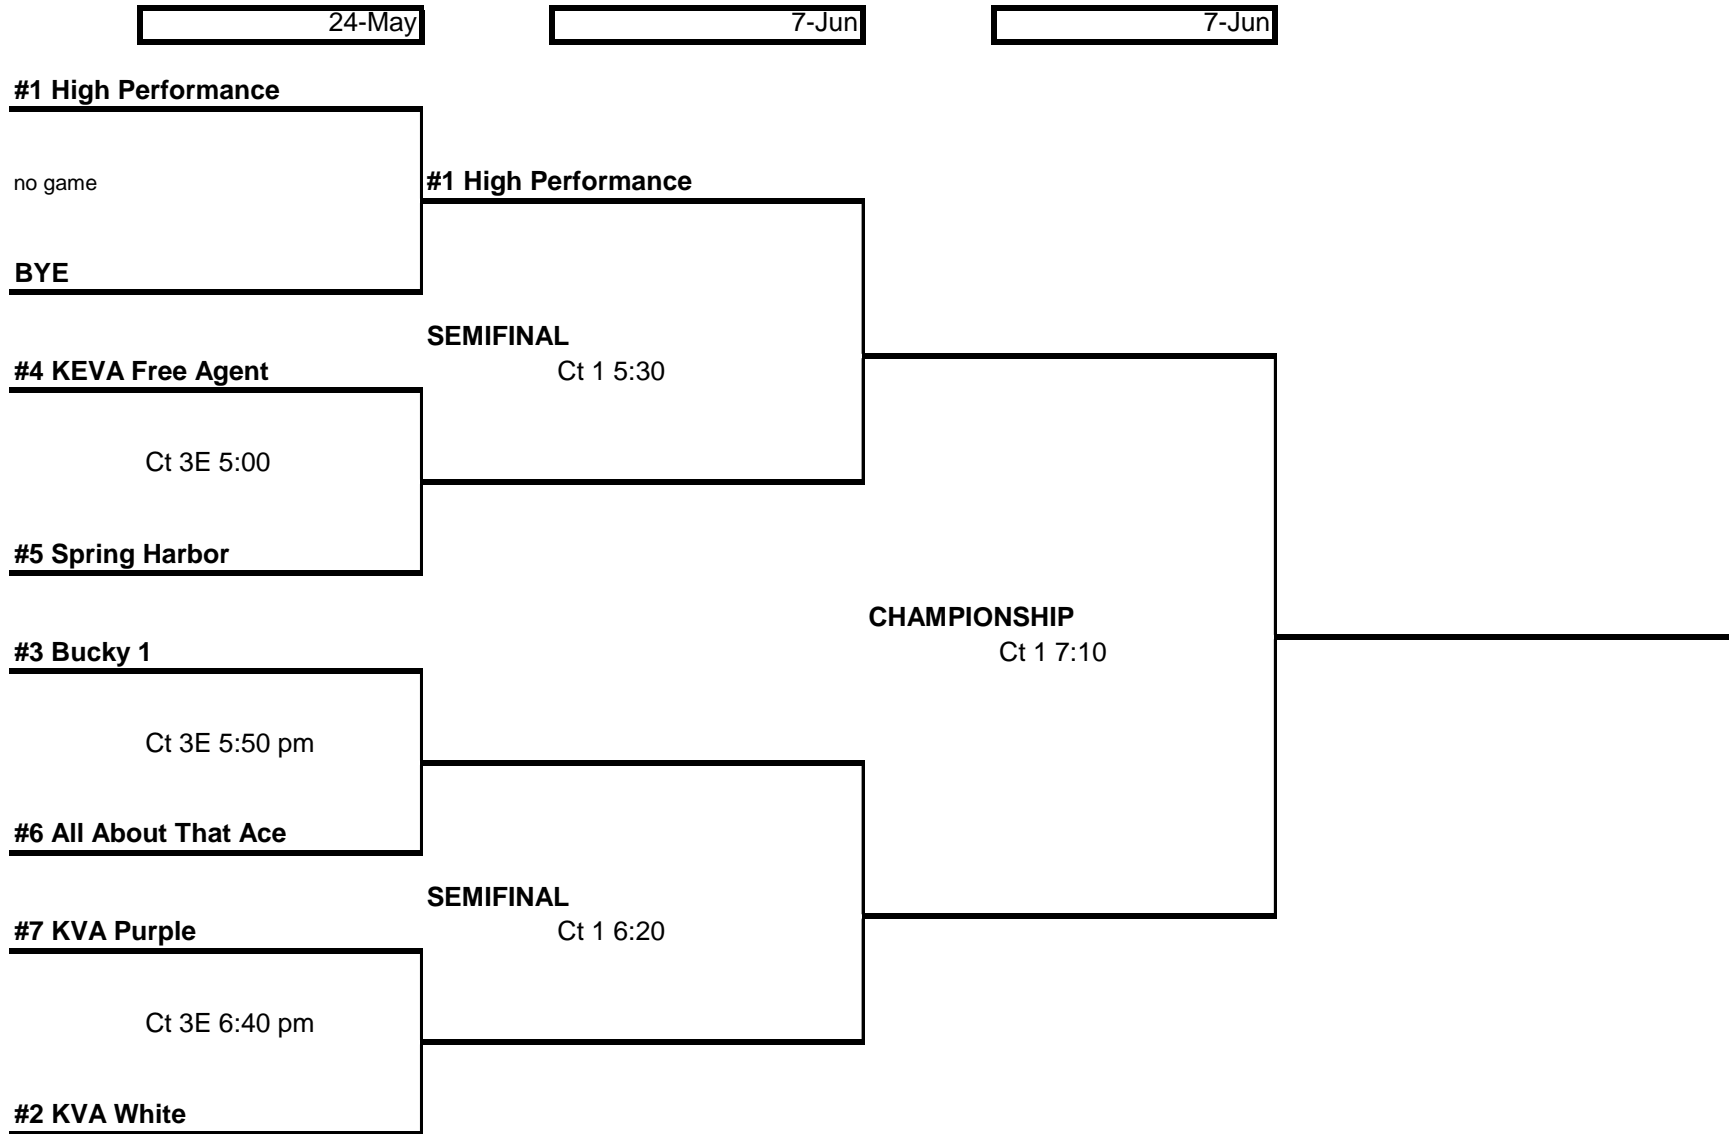 24-May 7-Jun 7-Jun
#1 High Performance
no game
#1 High Performance
BYE
SEMIFINAL
#4 KEVA Free Agent
Ct 1 5:30
Ct 3E 5:00
#5 Spring Harbor
CHAMPIONSHIP
#3 Bucky 1
Ct 1 7:10
Ct 3E 5:50 pm
#6 All About That Ace
SEMIFINAL
#7 KVA Purple
Ct 1 6:20
Ct 3E 6:40 pm
#2 KVA White